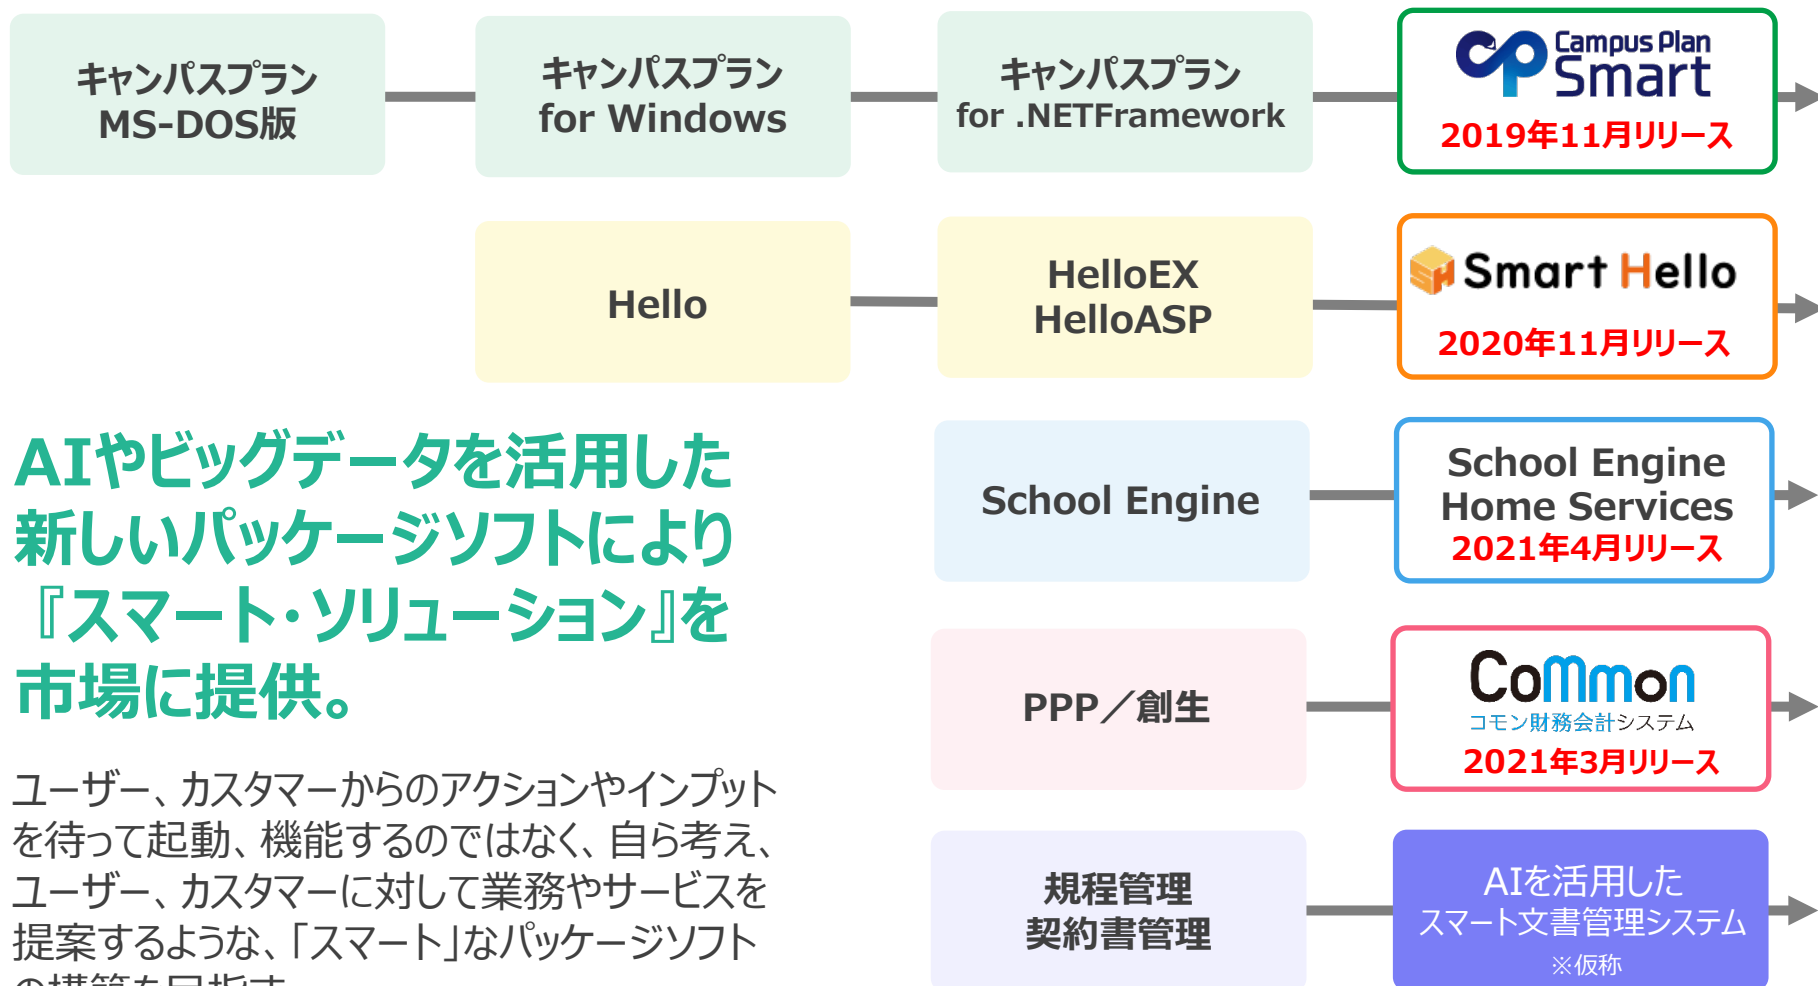 キャンパスプラン
MS-DOS版
キャンパスプラン
for Windows
キャンパスプラン
for .NETFramework
CP Campus Plan
Smart
2019年11月リリース
Hello
HelloEX
HelloASP
SH Smart Hello
2020年11月リリース
AIやビッグデータを活用した
新しいパッケージソフトにより
『スマート・ソリューション』を
市場に提供。
School Engine
School Engine
Home Services
2021年4月リリース
PPP／創生
Common
コモン財務会計システム
2021年3月リリース
ユーザー、カスタマーからのアクションやインプット
を待って起動、機能するのではなく、自ら考え、
ユーザー、カスタマーに対して業務やサービスを
提案するような、「スマート」なパッケージソフト
の構築を目指す
規程管理
契約書管理
AIを活用した
スマート文書管理システム
※仮称